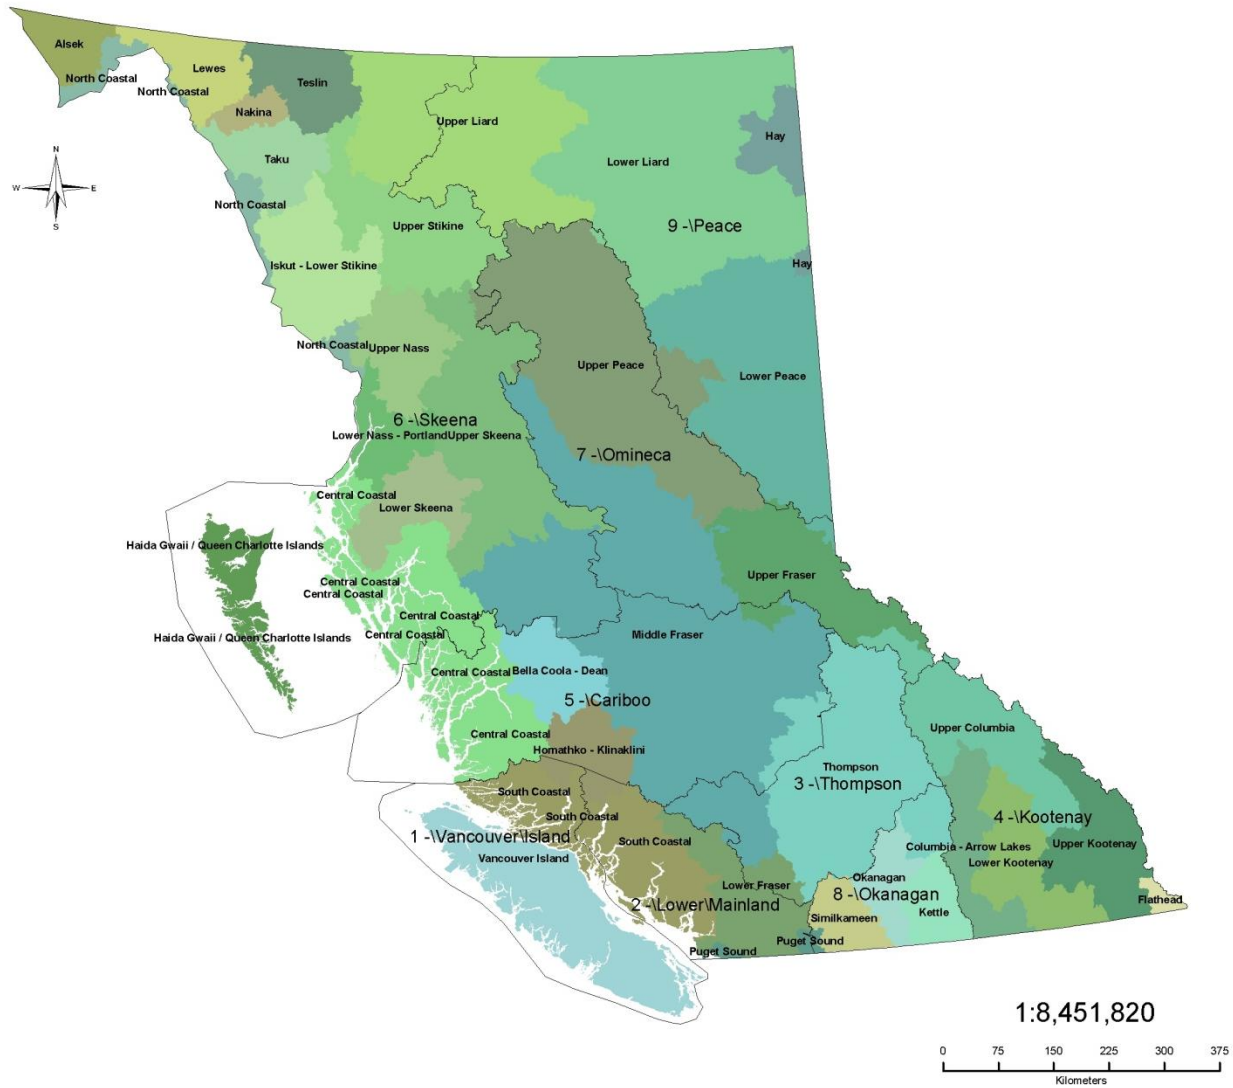 Alsek
North Coastal
Lewes
North Coastal
Teslin
Nakina
Upper Liard
Hay
Lower Liard
Taku
N
W
E
S
North Coastal
Upper Stikine
9 -\Peace
Iskut - Lower Stikine
Hay
North Coastal
Upper Nass
Upper Peace
Lower Peace
6 -\Skeena
Lower Nass - Portland
Upper Skeena
7 -\Omineca
Central Coastal
Lower Skeena
Haida Gwaii / Queen Charlotte Islands
Upper Fraser
Central Coastal
Central Coastal
Central Coastal
Haida Gwaii / Queen Charlotte Islands
Central Coastal
Middle Fraser
Central Coastal
Bella Coola - Dean
5 -\Cariboo
Upper Columbia
Central Coastal
Homathko - Klinaklini
Thompson
3 -\Thompson
South Coastal
South Coastal
4 -\Kootenay
1 -\Vancouver\Island
South Coastal
Columbia - Arrow Lakes
Upper Kootenay
Vancouver Island
Lower Kootenay
Okanagan
Lower Fraser
8 -\Okanagan
Flathead
2 -\Lower\Mainland
Similkameen
Kettle
Puget Sound
Puget Sound
1:8,451,820
0 75 150 225 300 375
Kilometers